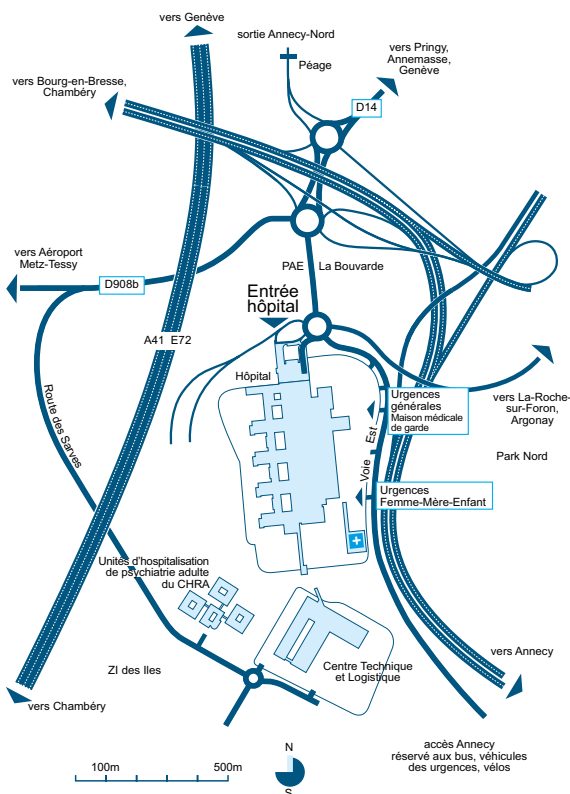 vers Genève
sortie Annecy-Nord
Péage
vers Pringy,
Annemasse,
Genève
vers Bourg-en-Bresse,
Chambéry
D14
vers Aéroport
Metz-Tessy
D908b
PAE La Bouvarde
Entrée
hôpital
A41 E72
Hôpital
Route des Sarves
Urgences
générales
Maison médicale
de garde
vers La-Roche-
sur-Foron,
Argonay
Voie Est
Park Nord
Urgences
Femme-Mère-Enfant
Unités d'hospitalisation
de psychiatrie adulte
du CHRA
vers Annecy
ZI des Iles
Centre Technique
et Logistique
vers Chambéry
accès Annecy
réservé aux bus, véhicules
des urgences, vélos
100m 500m
N
S